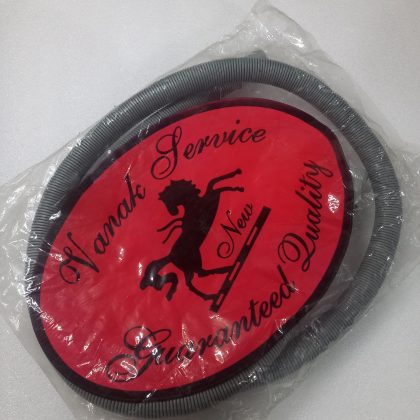 Vanak Service
New
Guaranteed Quality